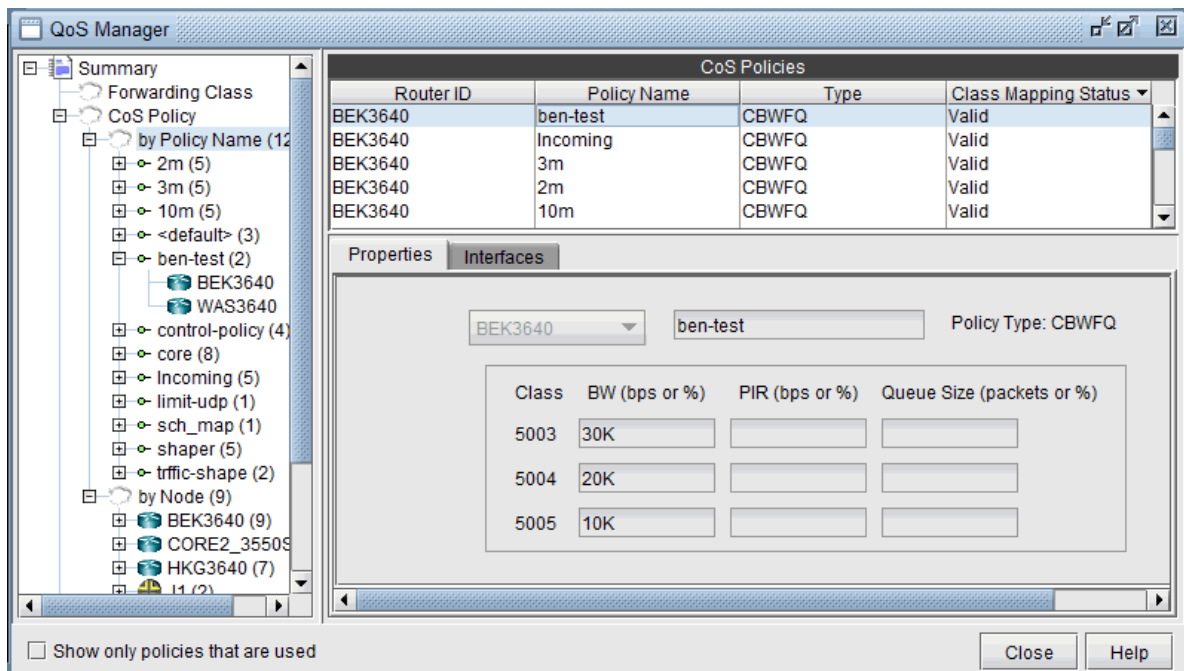 QoS Manager
Summary
Forwarding Class
CoS Policy
by Policy Name (12
2m (5)
3m (5)
10m (5)
<default> (3)
ben-test (2)
BEK3640
WAS3640
control-policy (4)
core (8)
Incoming (5)
limit-udp (1)
sch_map (1)
shaper (5)
trffic-shape (2)
by Node (9)
BEK3640 (9)
CORE2_3550S
HKG3640 (7)
J1 (2)
CoS Policies
Router ID Policy Name Type Class Mapping Status
BEK3640 ben-test CBWFQ Valid
BEK3640 Incoming CBWFQ Valid
BEK3640 3m CBWFQ Valid
BEK3640 2m CBWFQ Valid
BEK3640 10m CBWFQ Valid
Properties Interfaces
BEK3640 ben-test Policy Type: CBWFQ
Class BW (bps or %) PIR (bps or %) Queue Size (packets or %)
5003 30K
5004 20K
5005 10K
Show only policies that are used
Close Help